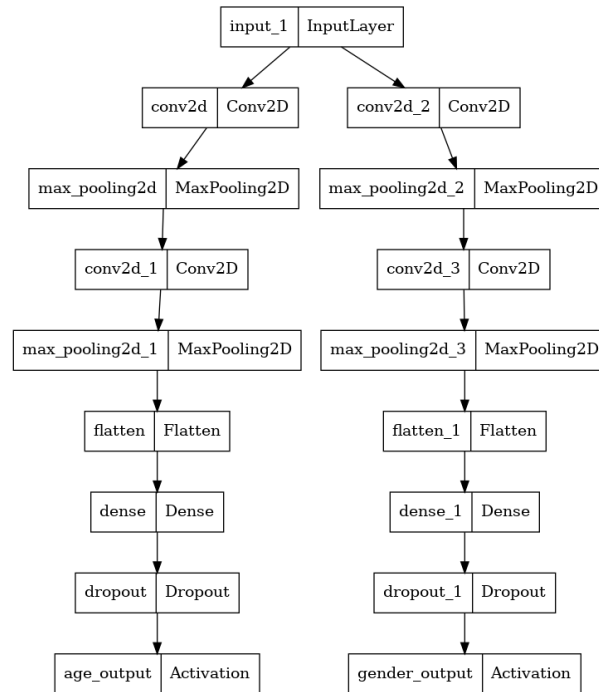 input_1 InputLayer
conv2d Conv2D conv2d_2 Conv2D
max_pooling2d MaxPooling2D max_pooling2d_2 MaxPooling2D
conv2d_1 Conv2D conv2d_3 Conv2D
max_pooling2d_1 MaxPooling2D max_pooling2d_3 MaxPooling2D
flatten Flatten flatten_1 Flatten
dense Dense dense_1 Dense
dropout Dropout dropout_1 Dropout
age_output Activation gender_output Activation